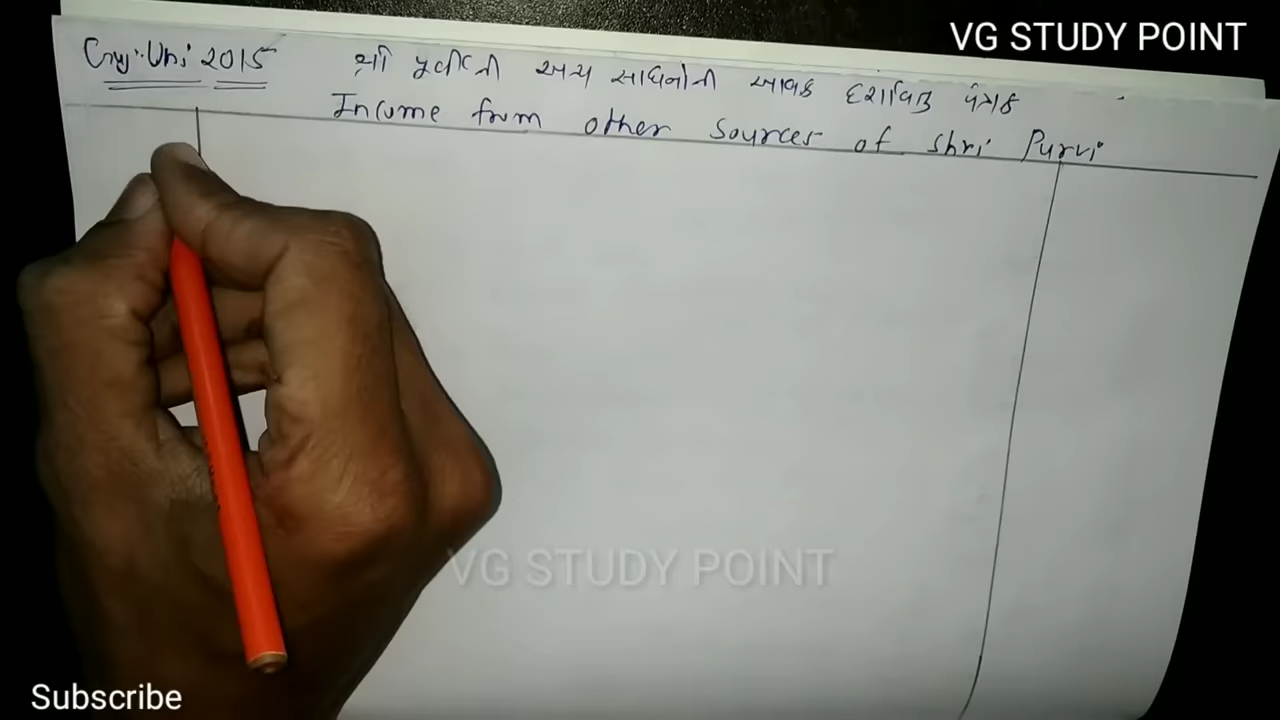 VG STUDY POINT
Guj. Uni 2015
શ્રી પૂર્વીની અન્ય સાધનોની આવક દર્શાવતુ પત્રક
Income from other Sources of Shri Purvi
VG STUDY POINT
Subscribe